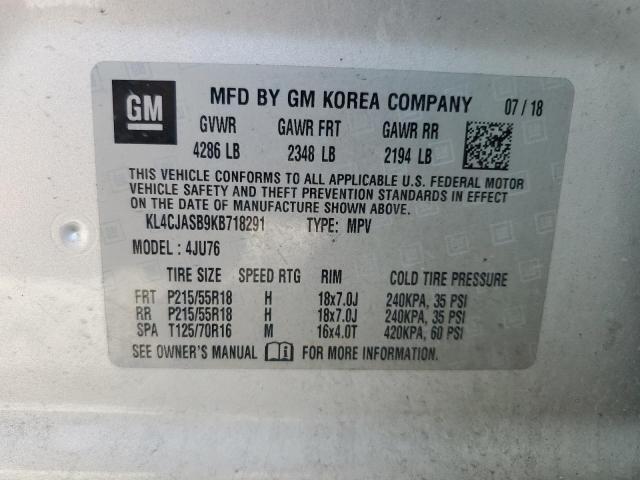 GM MFD BY GM KOREA COMPANY 07 / 18
GVWR GAWR FRT GAWR RR
4286 LB 2348 LB 2194 LB
THIS VEHICLE CONFORMS TO ALL APPLICABLE U.S. FEDERAL MOTOR
VEHICLE SAFETY AND THEFT PREVENTION STANDARDS IN EFFECT
ON THE DATE OF MANUFACTURE SHOWN ABOVE.
KL4CJASB9KB718291 TYPE: MPV
MODEL : 4JU76
TIRE SIZE SPEED RTG RIM COLD TIRE PRESSURE
FRT P215/55R18 H 18x7.0J 240KPA, 35 PSI
RR P215/55R18 H 18x7.0J 240KPA, 35 PSI
SPA T125/70R16 M 16x4.0T 420KPA, 60 PSI
SEE OWNER'S MANUAL FOR MORE INFORMATION.